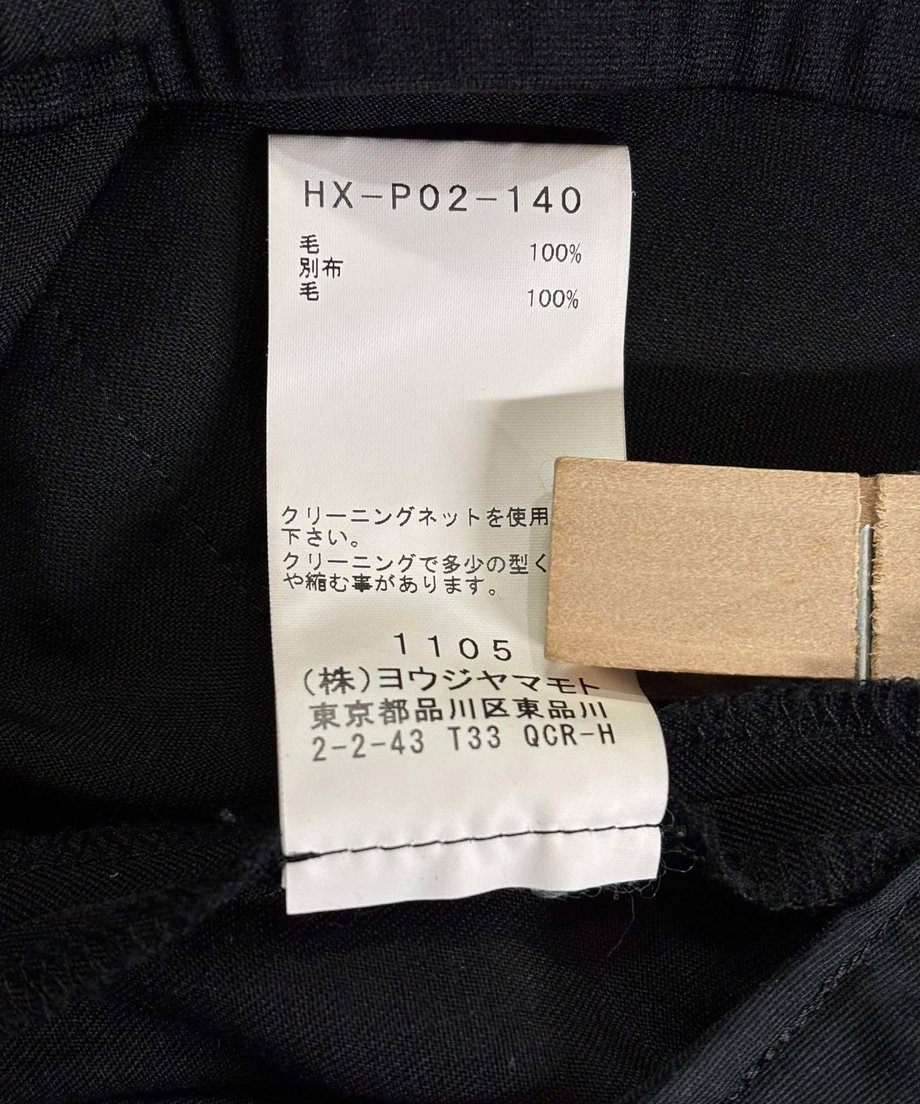 HX-P02-140
毛 100%
別布
毛 100%
クリーニングネットを使用
下さい。
クリーニングで多少の型く
や縮む事があります。
1105
(株)ヨウジヤマモト
東京都品川区東品川
2-2-43 T33 QCR-H